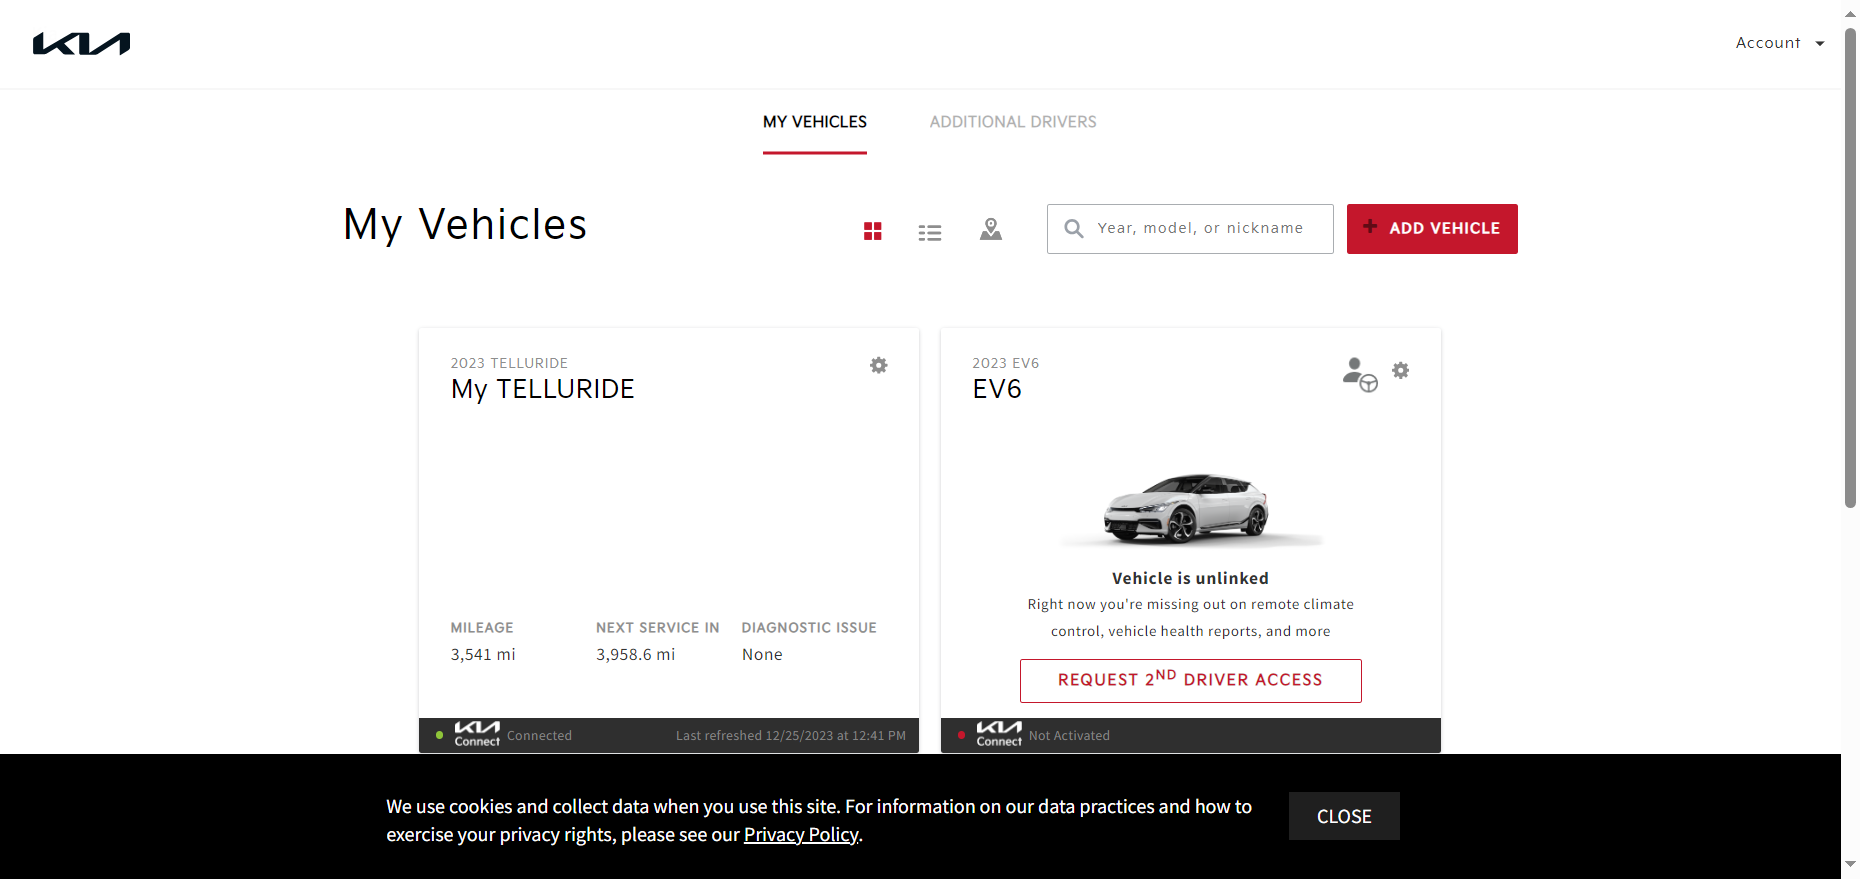 KIA
Account
MY VEHICLES
ADDITIONAL DRIVERS
My Vehicles
Year, model, or nickname
+ ADD VEHICLE
2023 TELLURIDE
My TELLURIDE
MILEAGE
NEXT SERVICE IN
DIAGNOSTIC ISSUE
3,541 mi
3,958.6 mi
None
KIA
Connect
Connected
Last refreshed 12/25/2023 at 12:41 PM
2023 EV6
EV6
Vehicle is unlinked
Right now you're missing out on remote climate
control, vehicle health reports, and more
REQUEST 2ND DRIVER ACCESS
KIA
Connect
Not Activated
We use cookies and collect data when you use this site. For information on our data practices and how to
exercise your privacy rights, please see our Privacy Policy.
CLOSE